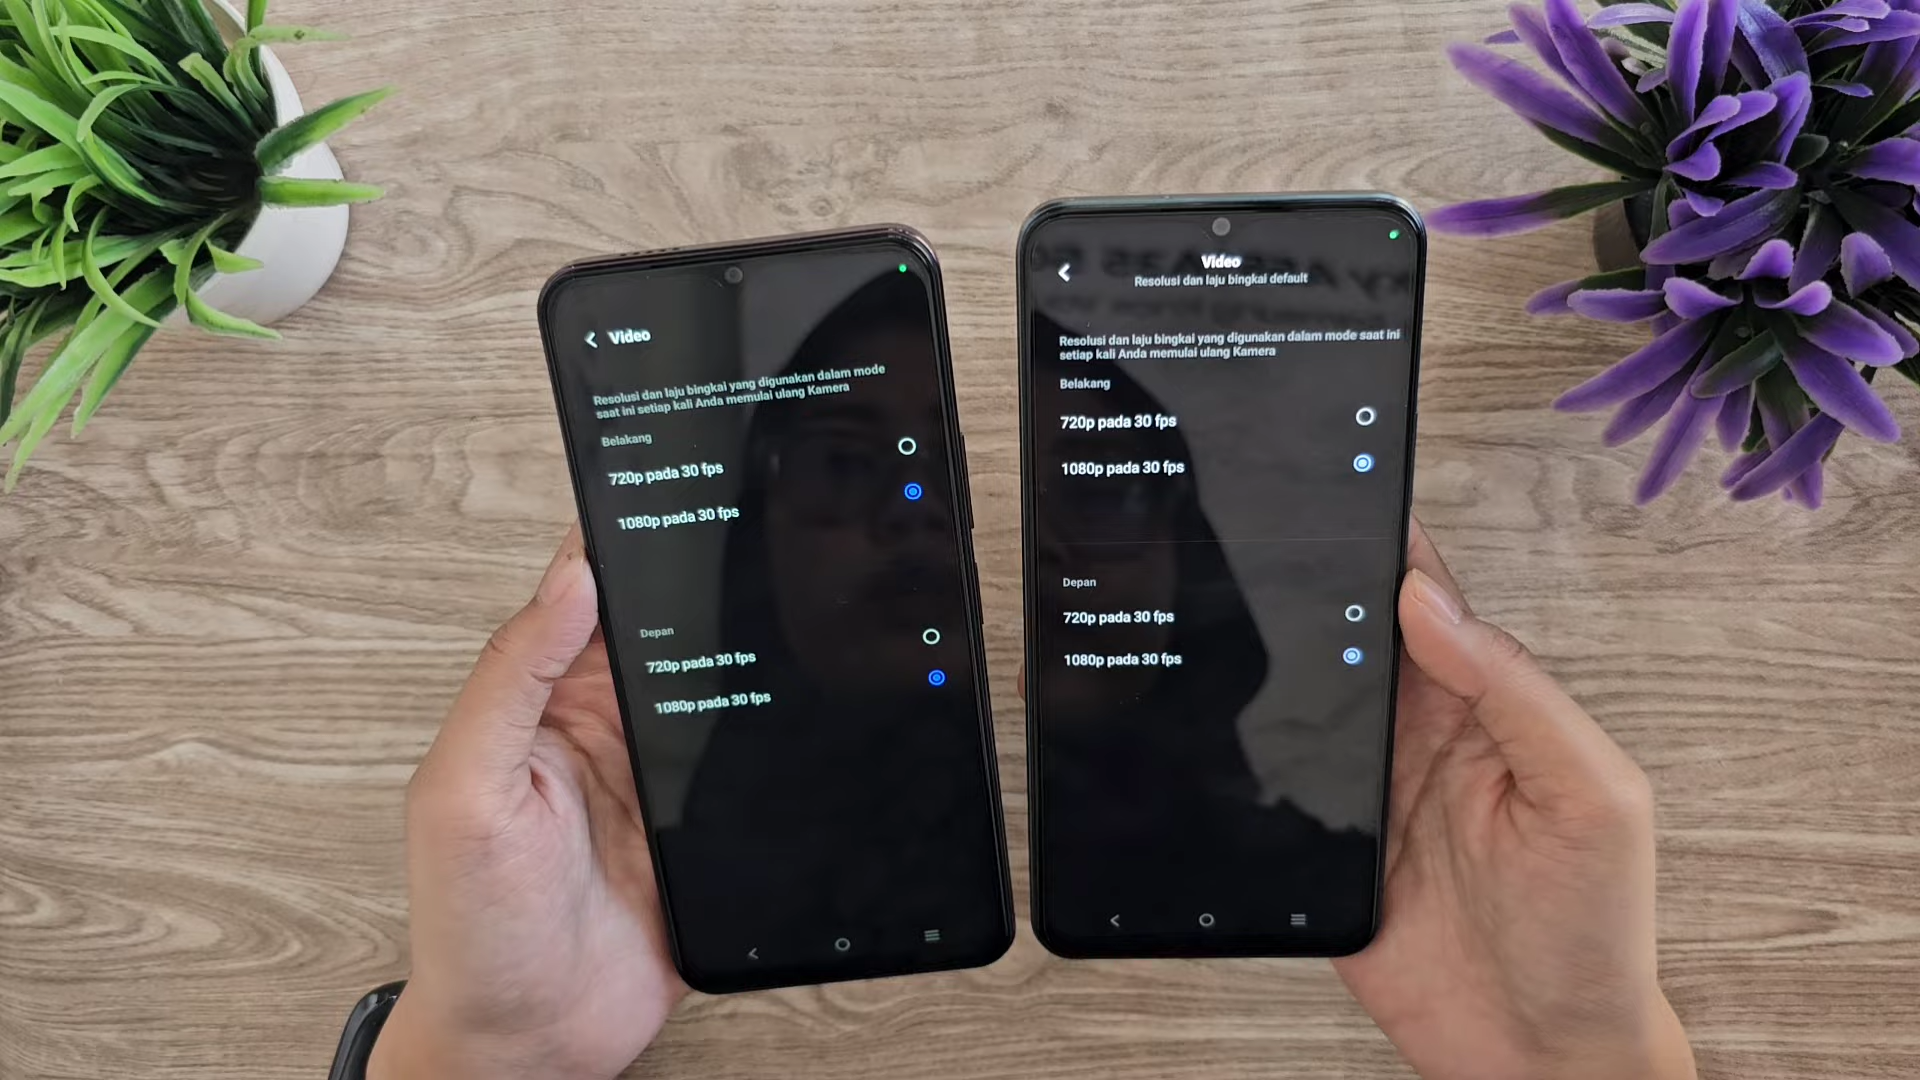 Video
Resolusi dan laju bingkai yang digunakan dalam mode
saat ini setiap kali Anda memulai ulang Kamera
Belakang
720p pada 30 fps
1080p pada 30 fps
Depan
720p pada 30 fps
1080p pada 30 fps
Video
Resolusi dan laju bingkai default
Resolusi dan laju bingkai yang digunakan dalam mode saat ini
setiap kali Anda memulai ulang Kamera
Belakang
720p pada 30 fps
1080p pada 30 fps
Depan
720p pada 30 fps
1080p pada 30 fps